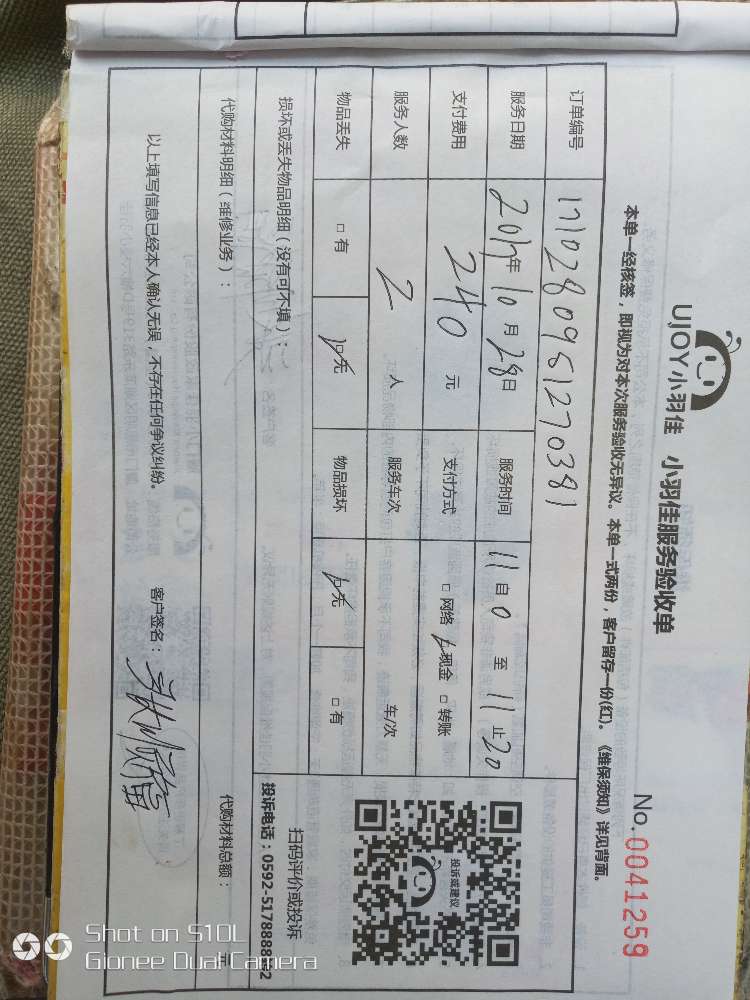 UJOY小羽佳 小羽佳服务验收单
No.0041259
本单一经核签，即视为对本次服务验收无异议。本单一式两份，客户留存一份(红)。《维保须知》详见背面。
订单编号 171028095127038​1
服务日期 2017年10月28日 服务时间 11自0至11止20
支付费用 240元 支付方式 □网络 现金 □转账
服务人数 2人 服务车次 车/次
物品丢失 □有 □无 物品损坏 □无 □有
损坏或丢失物品明细（没有可不填）：
代购材料明细（维修业务）：
代购材料总额： 元
投诉或建议
扫码评价或投诉
投诉电话：0592-5178888
以上填写信息已经本人确认无误，不存在任何争议纠纷。 客户签名：
Shot on S10L
Gionee Dual Camera